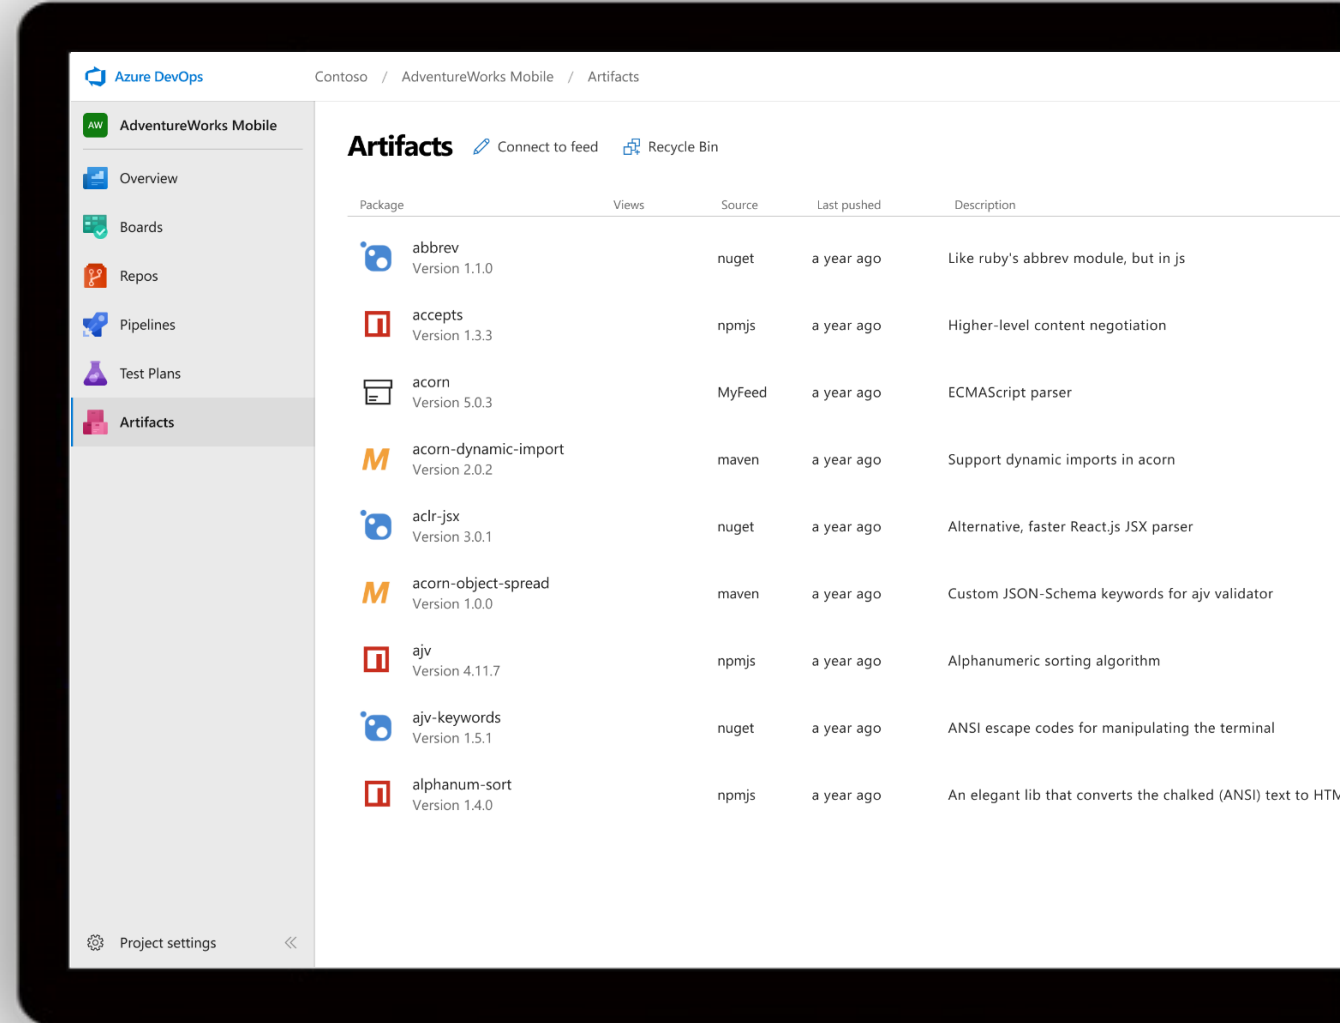 Azure DevOps
Contoso / AdventureWorks Mobile / Artifacts
AW AdventureWorks Mobile
Overview
Boards
Repos
Pipelines
Test Plans
Artifacts
Project settings
Artifacts Connect to feed Recycle Bin
Package Views Source Last pushed Description
abbrev
Version 1.1.0
nuget a year ago Like ruby's abbrev module, but in js
accepts
Version 1.3.3
npmjs a year ago Higher-level content negotiation
acorn
Version 5.0.3
MyFeed a year ago ECMAScript parser
acorn-dynamic-import
Version 2.0.2
maven a year ago Support dynamic imports in acorn
aclr-jsx
Version 3.0.1
nuget a year ago Alternative, faster React.js JSX parser
acorn-object-spread
Version 1.0.0
maven a year ago Custom JSON-Schema keywords for ajv validator
ajv
Version 4.11.7
npmjs a year ago Alphanumeric sorting algorithm
ajv-keywords
Version 1.5.1
nuget a year ago ANSI escape codes for manipulating the terminal
alphanum-sort
Version 1.4.0
npmjs a year ago An elegant lib that converts the chalked (ANSI) text to